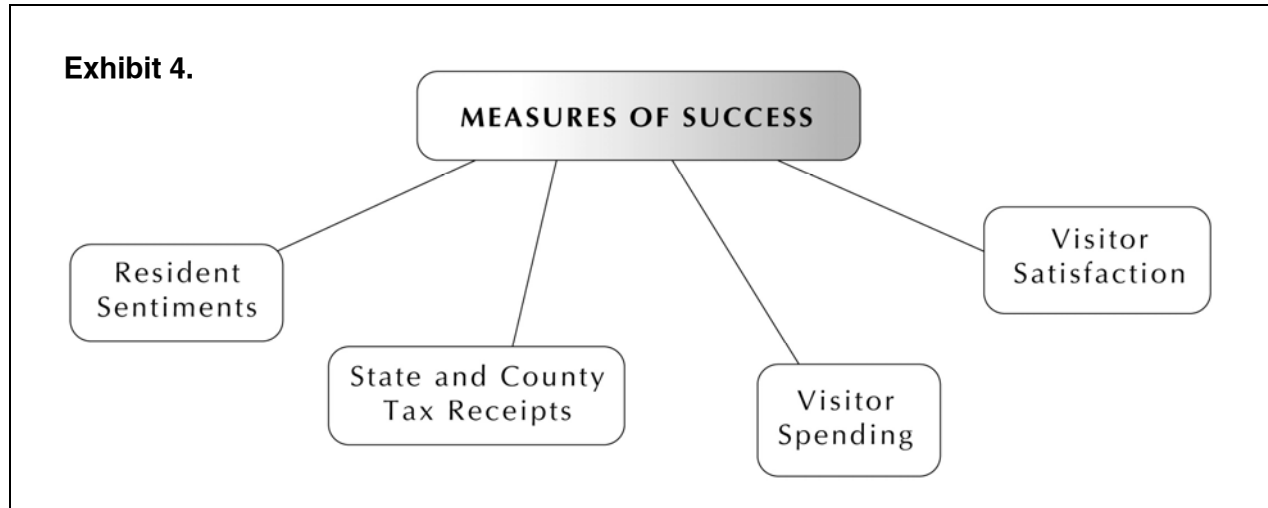 Exhibit 4.
MEASURES OF SUCCESS
Resident
Sentiments
State and County
Tax Receipts
Visitor
Spending
Visitor
Satisfaction